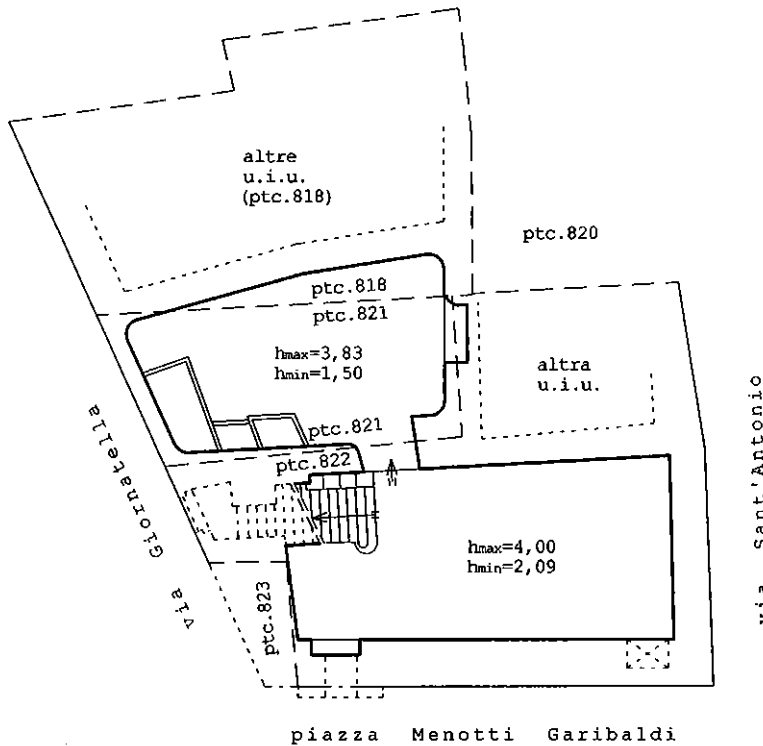 altre
u.i.u.
(ptc.818)
ptc.820
ptc.818
ptc.821
hmax=3,83
hmin=1,50
altra
u.i.u.
ptc.821
ptc.822
via Giornatella
hmax=4,00
hmin=2,09
via Sant'Antonio
ptc.823
piazza Menotti Garibaldi